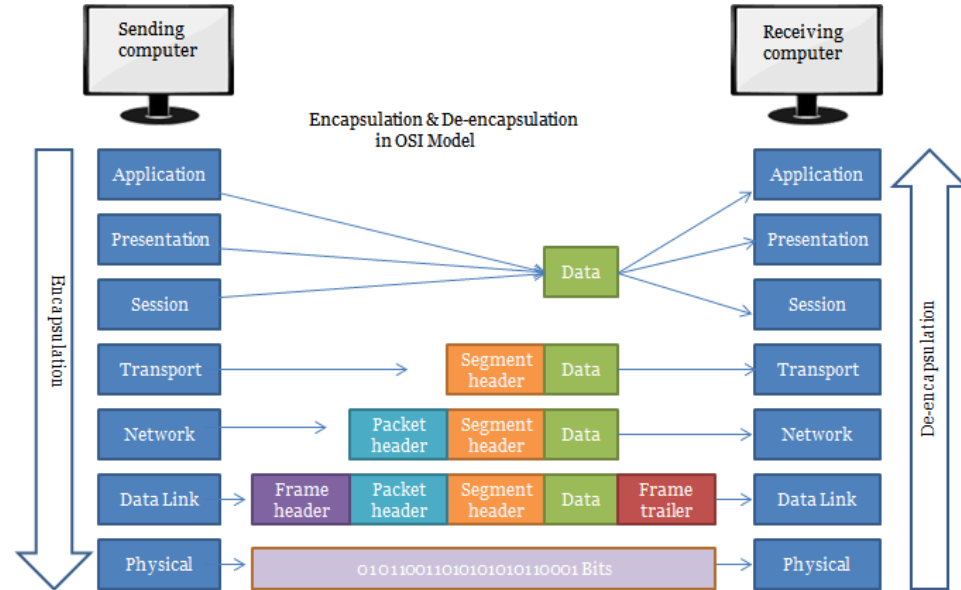 Sending
computer
Receiving
computer
Encapsulation & De-encapsulation
in OSI Model
Encapsulation
De-encapsulation
Application
Application
Presentation
Presentation
Data
Session
Session
Transport
Segment
header
Data
Transport
Network
Packet
header
Segment
header
Data
Network
Data Link
Frame
header
Packet
header
Segment
header
Data
Frame
trailer
Data Link
Physical
01011001101010101011 0001 Bits
Physical